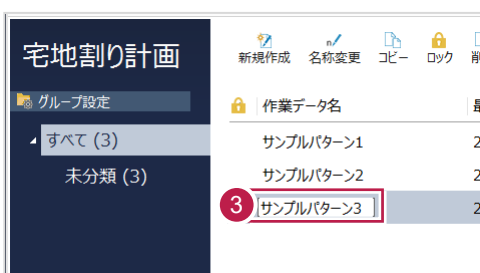 宅地割り計画
新規作成 名称変更 コピー ロック
グループ設定
作業データ名
すべて (3)
サンプルパターン1 2
未分類 (3)
サンプルパターン2 2
3 サンプルパターン3 2